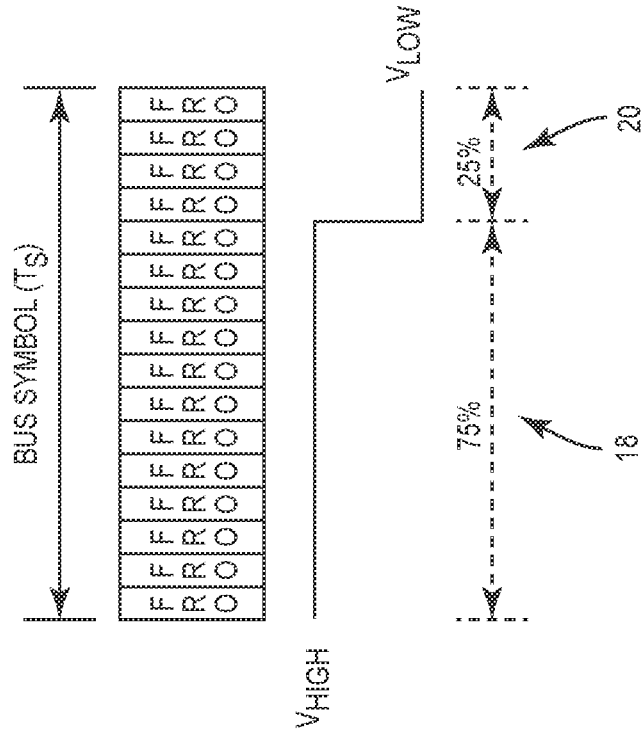 BUS SYMBOL (TS)
FRO FRO FRO FRO FRO FRO FRO FRO FRO FRO FRO FRO FRO FRO FRO FRO
VHIGH
VLOW
75% 25%
18 20